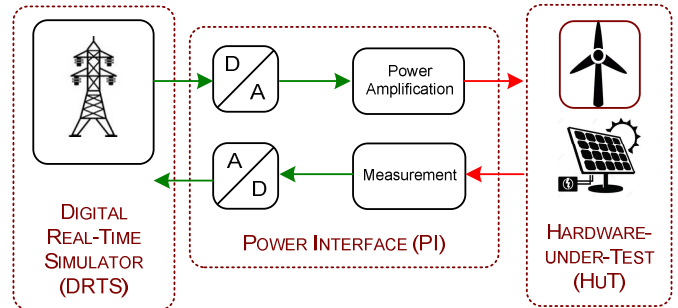 D
A
Power
Amplification
A
D
Measurement
DIGITAL
REAL-TIME
SIMULATOR
(DRTS)
POWER INTERFACE (PI)
HARDWARE-
UNDER-TEST
(HUT)